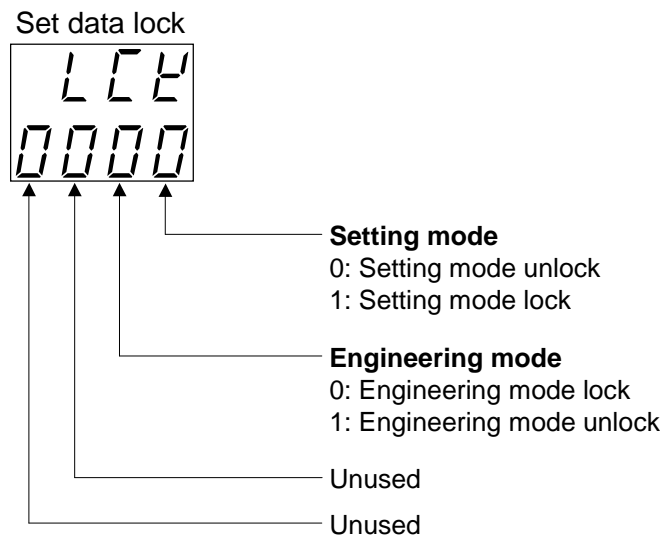 Set data lock
LCK
0000
Setting mode
0: Setting mode unlock
1: Setting mode lock
Engineering mode
0: Engineering mode lock
1: Engineering mode unlock
Unused
Unused